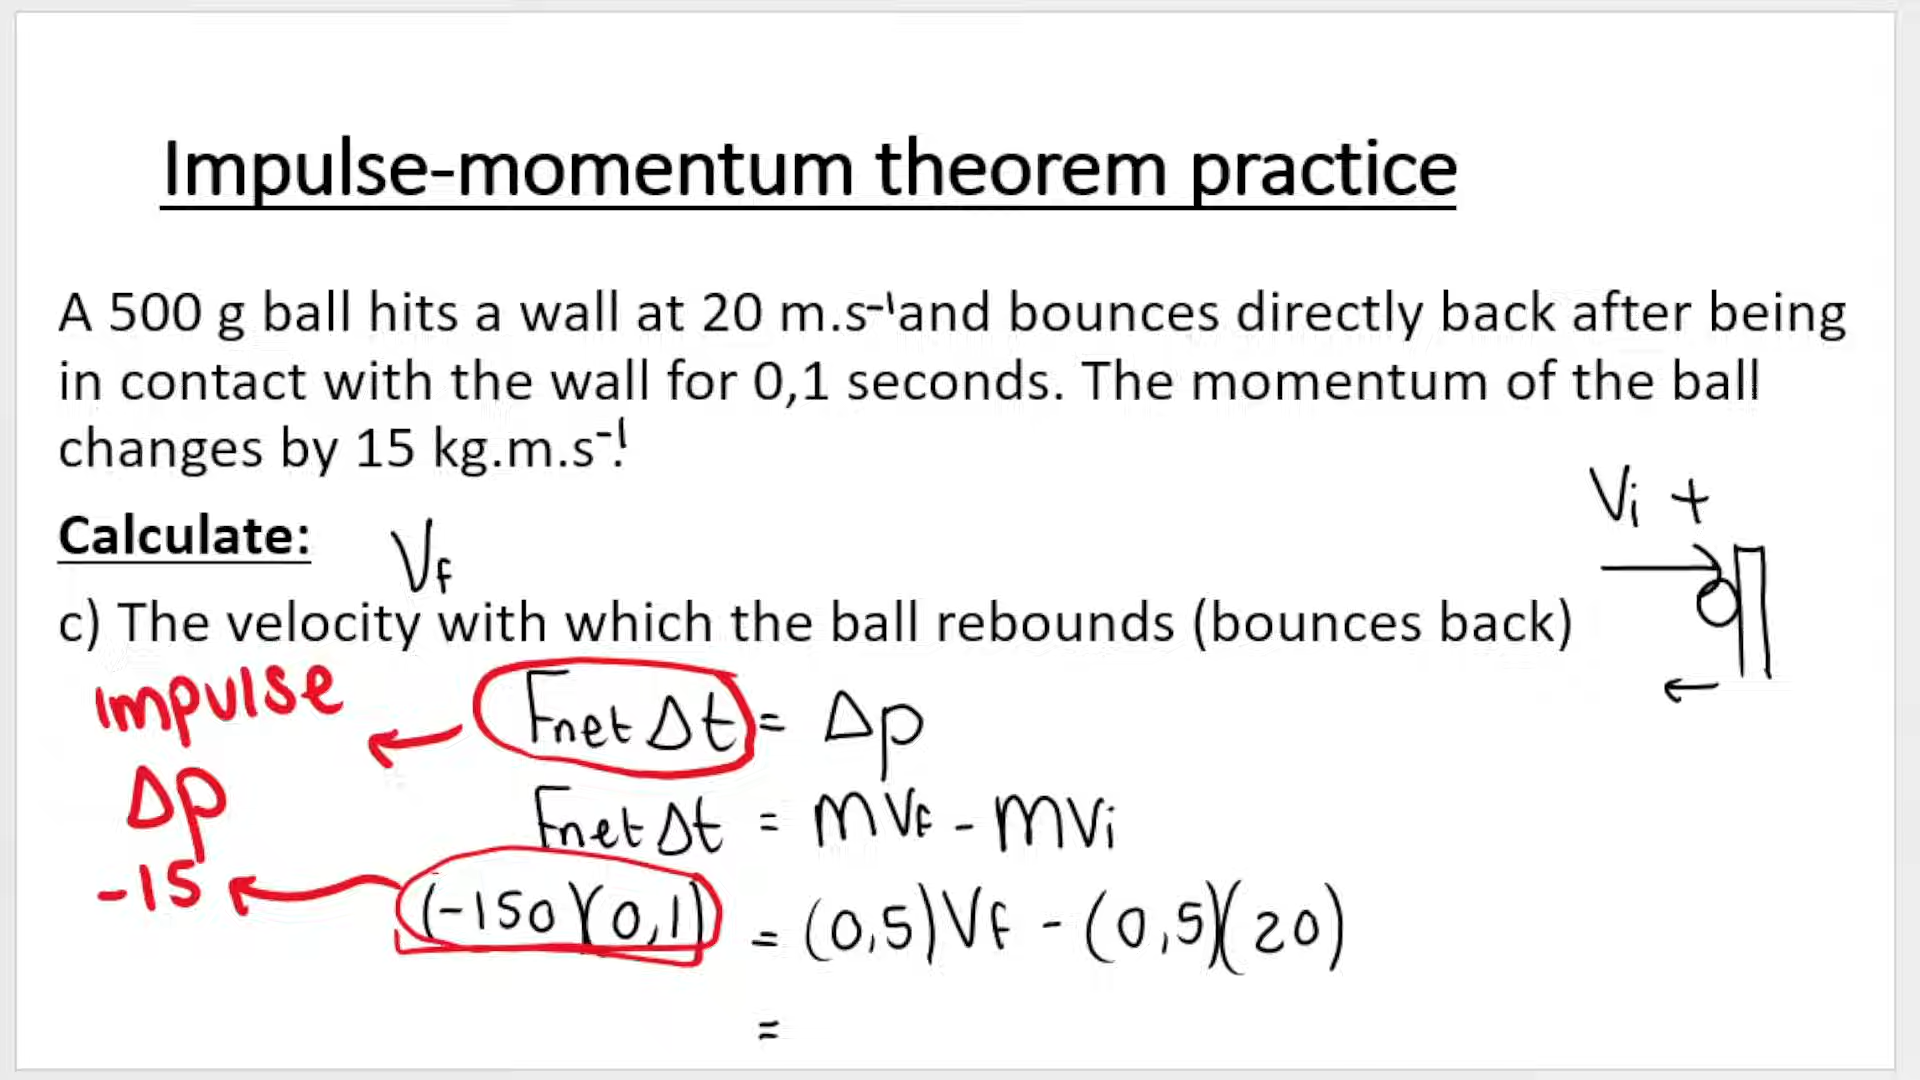 Impulse-momentum theorem practice
A 500 g ball hits a wall at 20 m.s⁻¹and bounces directly back after being
in contact with the wall for 0,1 seconds. The momentum of the ball
changes by 15 kg.m.s⁻¹.
Vi +
Calculate:
VF
c) The velocity with which the ball rebounds (bounces back)
impulse
Fnet Δt = Δp
Δp
Fnet Δt = mVF - mVi
-15
(-150)(0,1) = (0,5)VF - (0,5)(20)
=